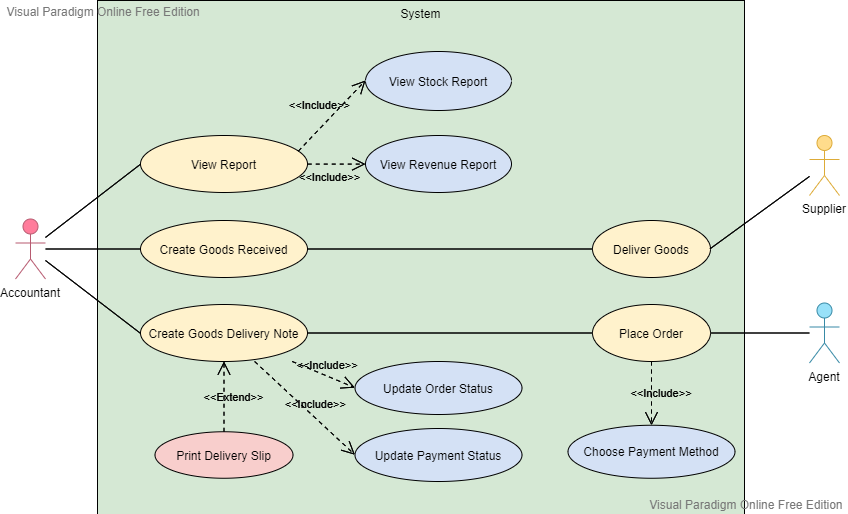 Visual Paradigm Online Free Edition
System
View Stock Report
<<Include>>
View Report
View Revenue Report
<<Include>>
Supplier
Create Goods Received
Deliver Goods
Accountant
Create Goods Delivery Note
Place Order
<<Include>>
Agent
Update Order Status
<<Extend>>
<<Include>>
<<Include>>
Print Delivery Slip
Update Payment Status
Choose Payment Method
Visual Paradigm Online Free Edition